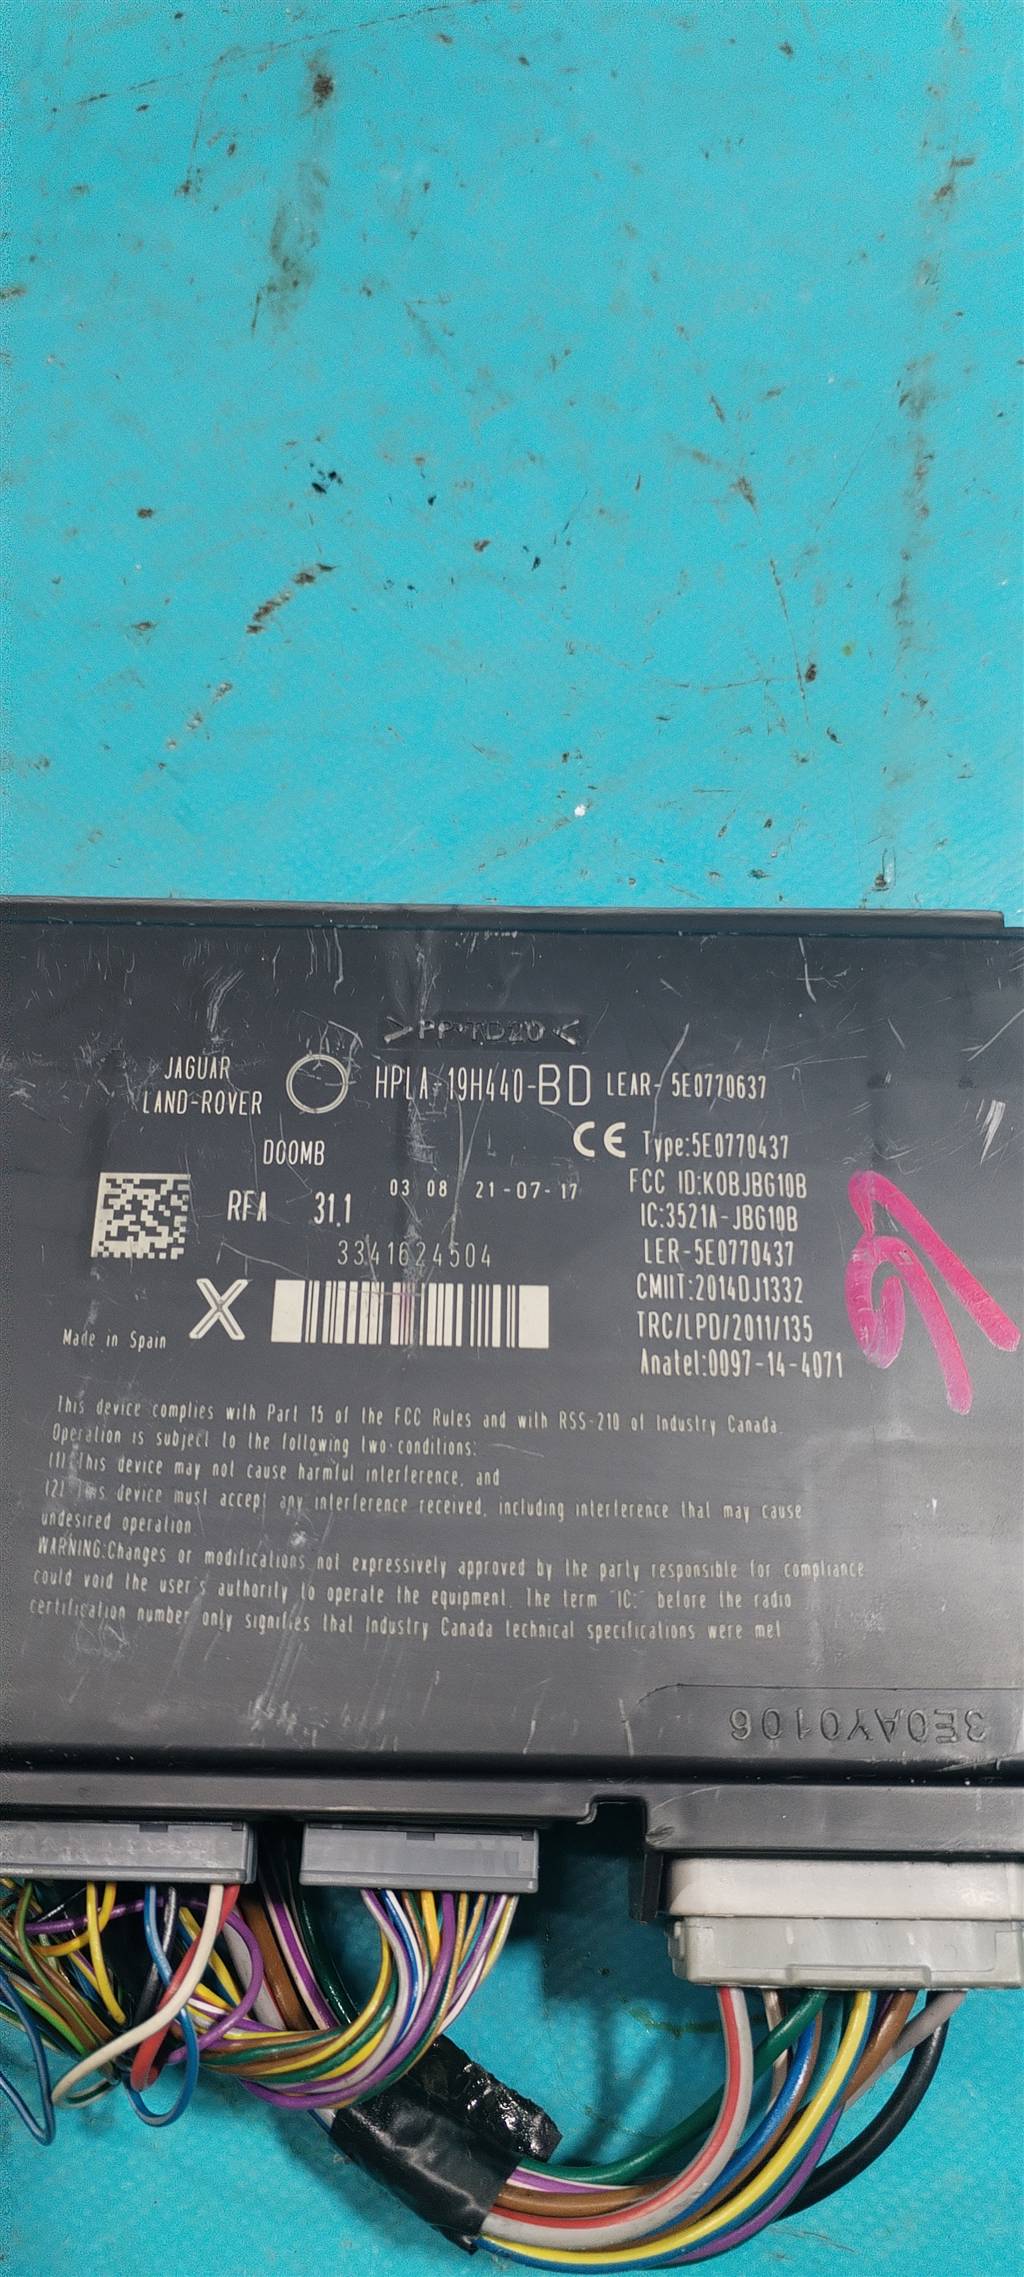 >PP-TD20<
JAGUAR
LAND-ROVER
HPLA-19H440-BD LEAR- 5E0770637
DOOMB
CE Type:5E0770437
FCC ID:KOBJBG10B
RFA 31.1 03 08 21-07-17
IC:3521A-JBG10B
3341624504
LER-5E0770437
CMIIT:2014DJ1332
X
TRC/LPD/2011/135
Made in Spain
Anatel:0097-14-4071
This device complies with Part 15 of the FCC Rules and with RSS-210 of Industry Canada.
Operation is subject to the following two conditions:
(1) This device may not cause harmful interference, and
(2) This device must accept any interference received, including interference that may cause
undesired operation
WARNING:Changes or modifications not expressively approved by the party responsible for compliance
could void the user's authority to operate the equipment. The term "IC:" before the radio
certification number only signifies that Industry Canada technical specifications were met
3E0AY0106